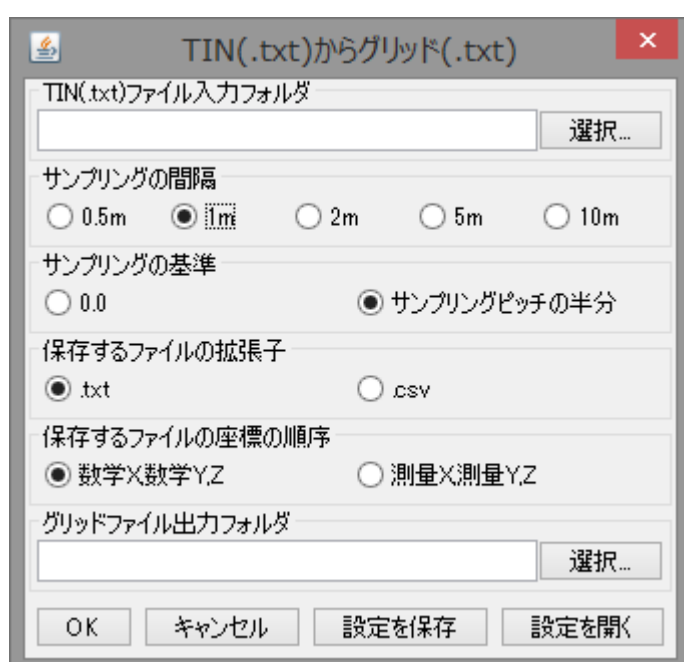 TIN(.txt)からグリッド(.txt)
TIN(.txt)ファイル入力フォルダ
選択...
サンプリングの間隔
0.5m 1m 2m 5m 10m
サンプリングの基準
0.0 サンプリングピッチの半分
保存するファイルの拡張子
.txt .csv
保存するファイルの座標の順序
数学X,数学Y,Z 測量X,測量Y,Z
グリッドファイル出力フォルダ
選択...
OK キャンセル 設定を保存 設定を開く